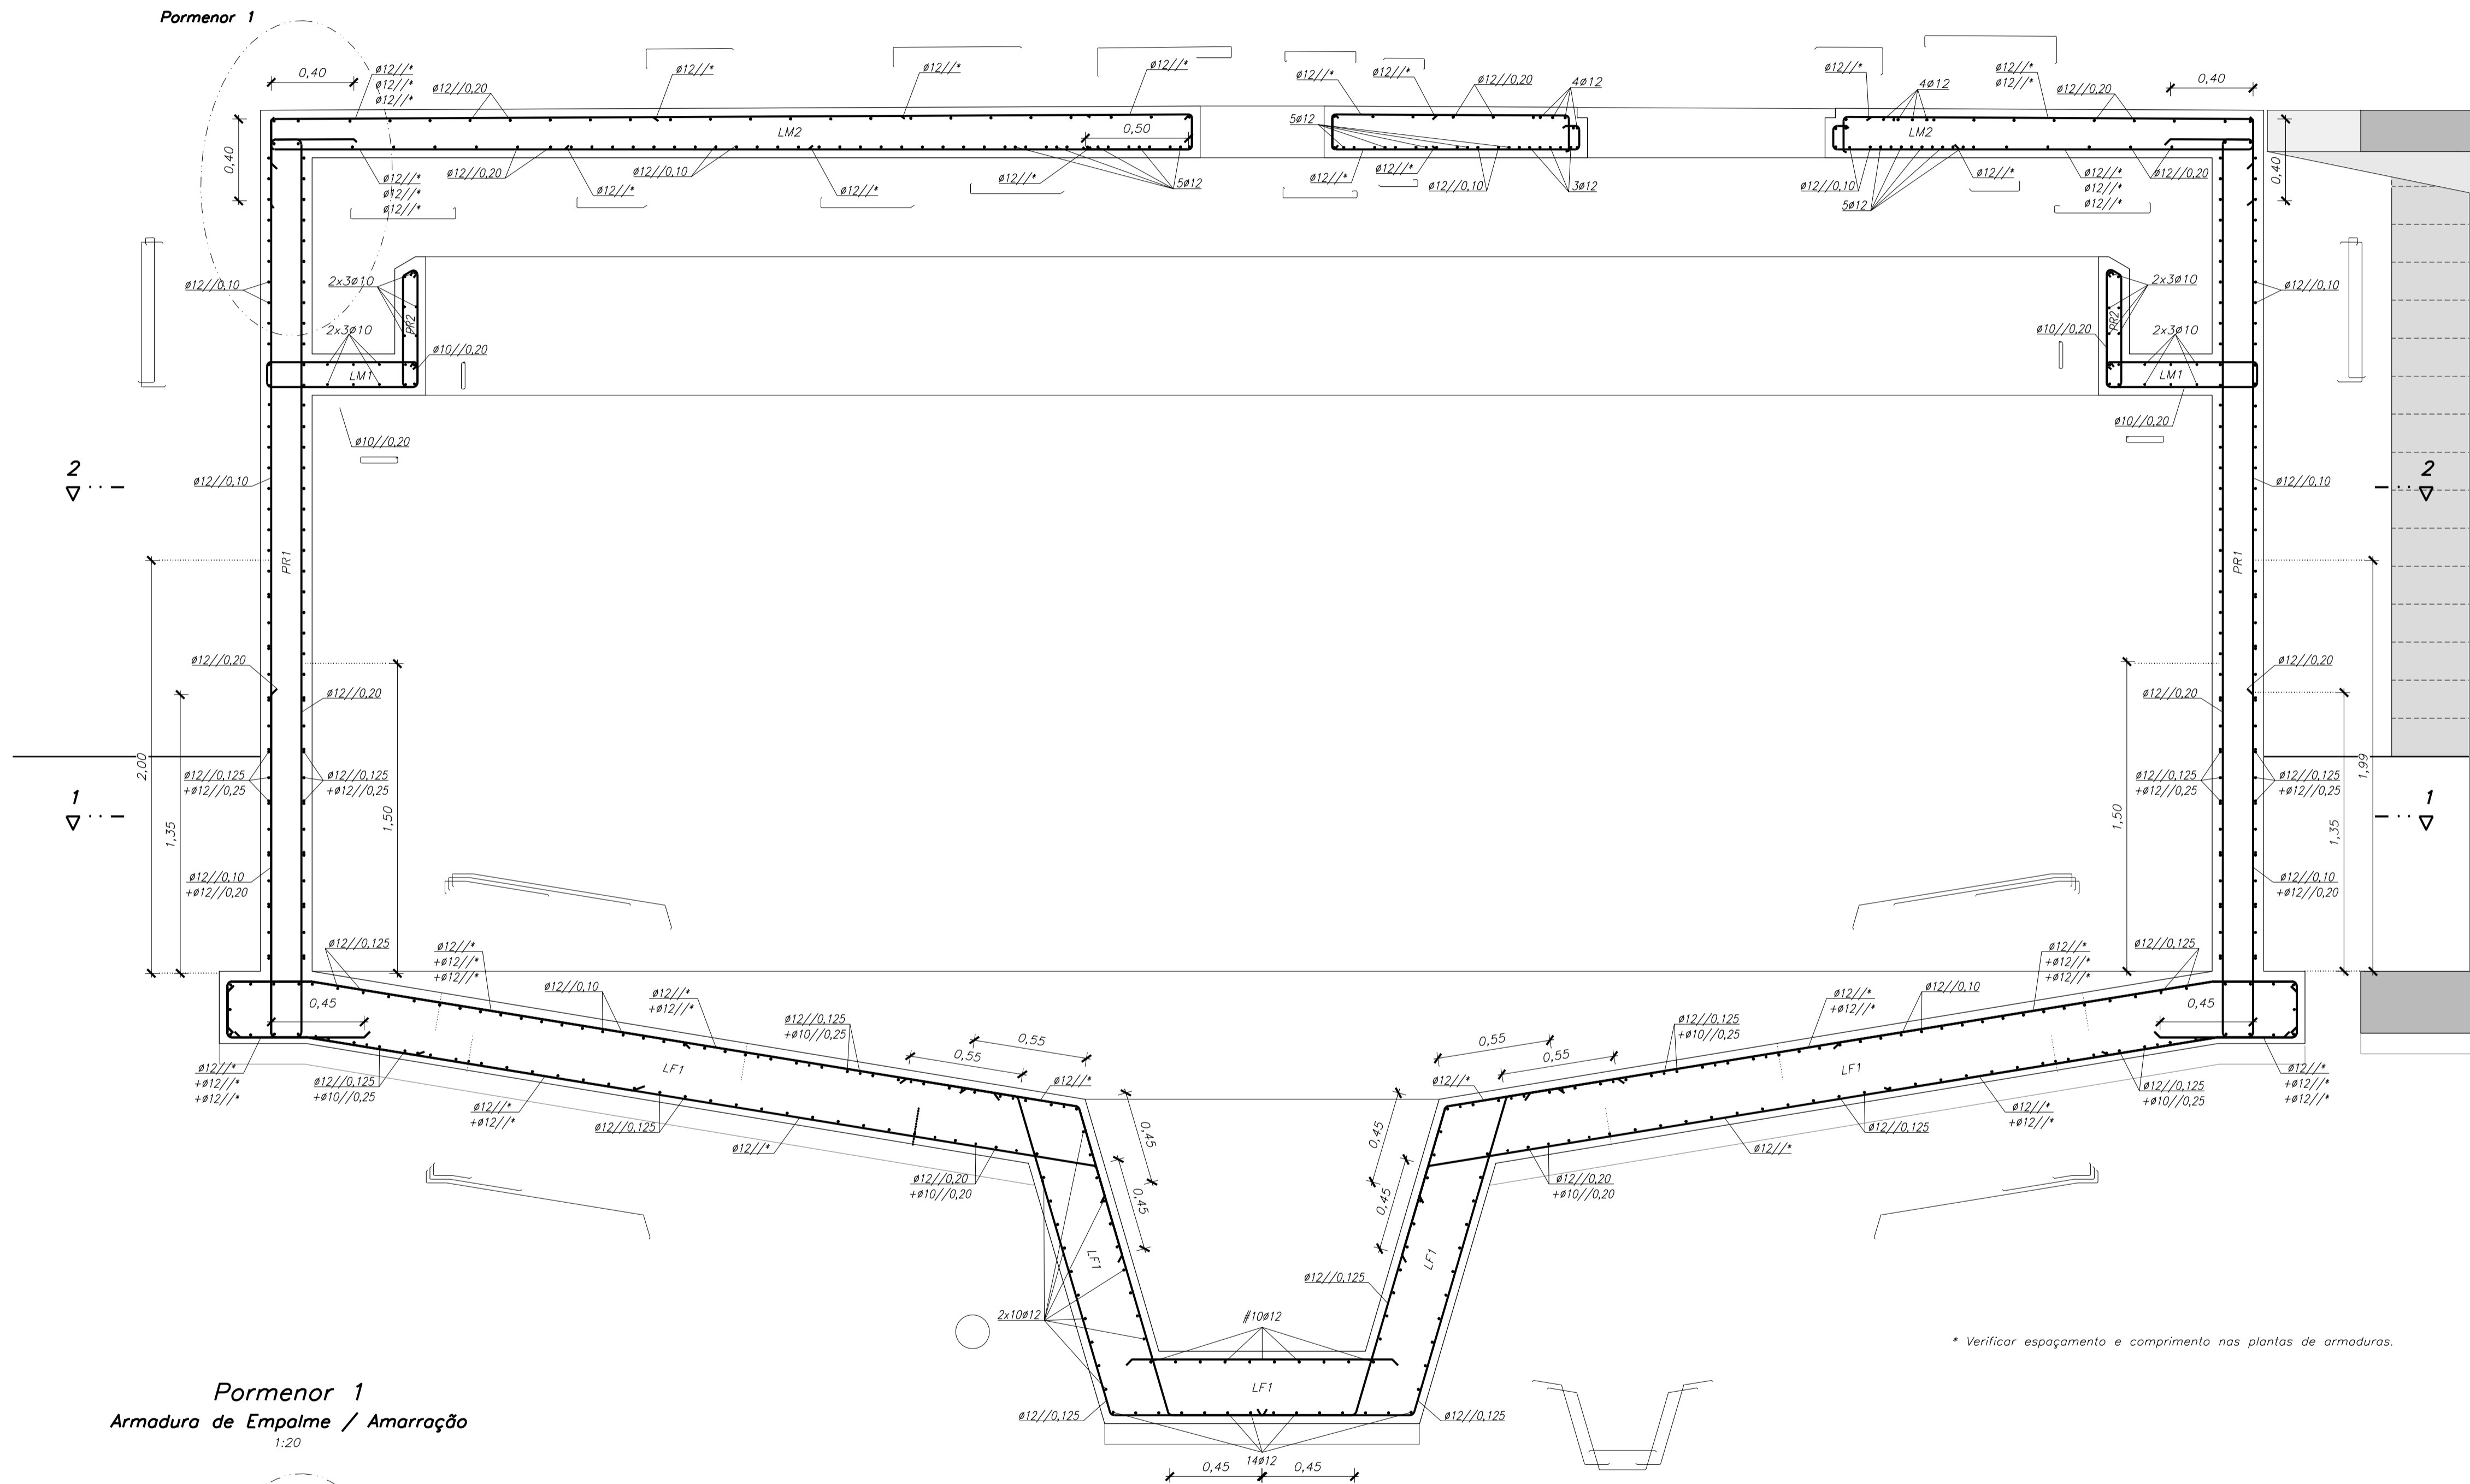 Pormenor 1
0,40
ø12//*
ø12//*
ø12//*
ø12//0,20
ø12//*
ø12//*
ø12//*
ø12//*
ø12//*
ø12//0,20
4ø12
ø12//*
4ø12
ø12//*
ø12//*
ø12//0,20
0,40
0,40
LM2
0,50
5ø12
LM2
0,40
ø12//*
ø12//*
ø12//*
ø12//0,20
ø12//*
ø12//0,10
ø12//*
ø12//*
5ø12
ø12//*
ø12//*
ø12//0,10
3ø12
ø12//0,10
5ø12
ø12//*
ø12//*
ø12//*
ø12//*
ø12//0,20
ø12//0,10
2x3ø10
PR2
2x3ø10
ø10//0,20
LM1
ø10//0,20
2x3ø10
PR2
ø10//0,20
2x3ø10
LM1
ø10//0,20
ø12//0,10
2
ø12//0,10
2
ø12//0,10
PR1
PR1
ø12//0,20
ø12//0,20
ø12//0,20
ø12//0,20
2,00
ø12//0,125
+ø12//0,25
ø12//0,125
+ø12//0,25
ø12//0,125
+ø12//0,25
ø12//0,125
+ø12//0,25
1,99
1
1,35
1,50
1,50
1,35
1
ø12//0,10
+ø12//0,20
ø12//0,10
+ø12//0,20
ø12//0,125
ø12//*
+ø12//*
+ø12//*
ø12//0,10
ø12//*
+ø12//*
ø12//0,125
+ø10//0,25
0,55
0,55
0,55
0,55
ø12//0,125
+ø10//0,25
ø12//*
+ø12//*
ø12//0,10
ø12//*
+ø12//*
+ø12//*
ø12//0,125
0,45
0,45
LF1
LF1
ø12//*
+ø12//*
+ø12//*
ø12//0,125
+ø10//0,25
ø12//*
+ø12//*
ø12//0,125
ø12//*
ø12//0,20
+ø10//0,20
ø12//*
0,45
0,45
0,45
0,45
ø12//*
ø12//0,20
+ø10//0,20
ø12//*
ø12//0,125
ø12//*
+ø12//*
ø12//0,125
+ø10//0,25
ø12//*
+ø12//*
+ø12//*
LF1
LF1
ø12//0,125
2x10ø12
#10ø12
* Verificar espaçamento e comprimento nas plantas de armaduras.
LF1
ø12//0,125
ø12//0,125
14ø12
0,45
0,45
Pormenor 1
Armadura de Empalme / Amarração
1:20